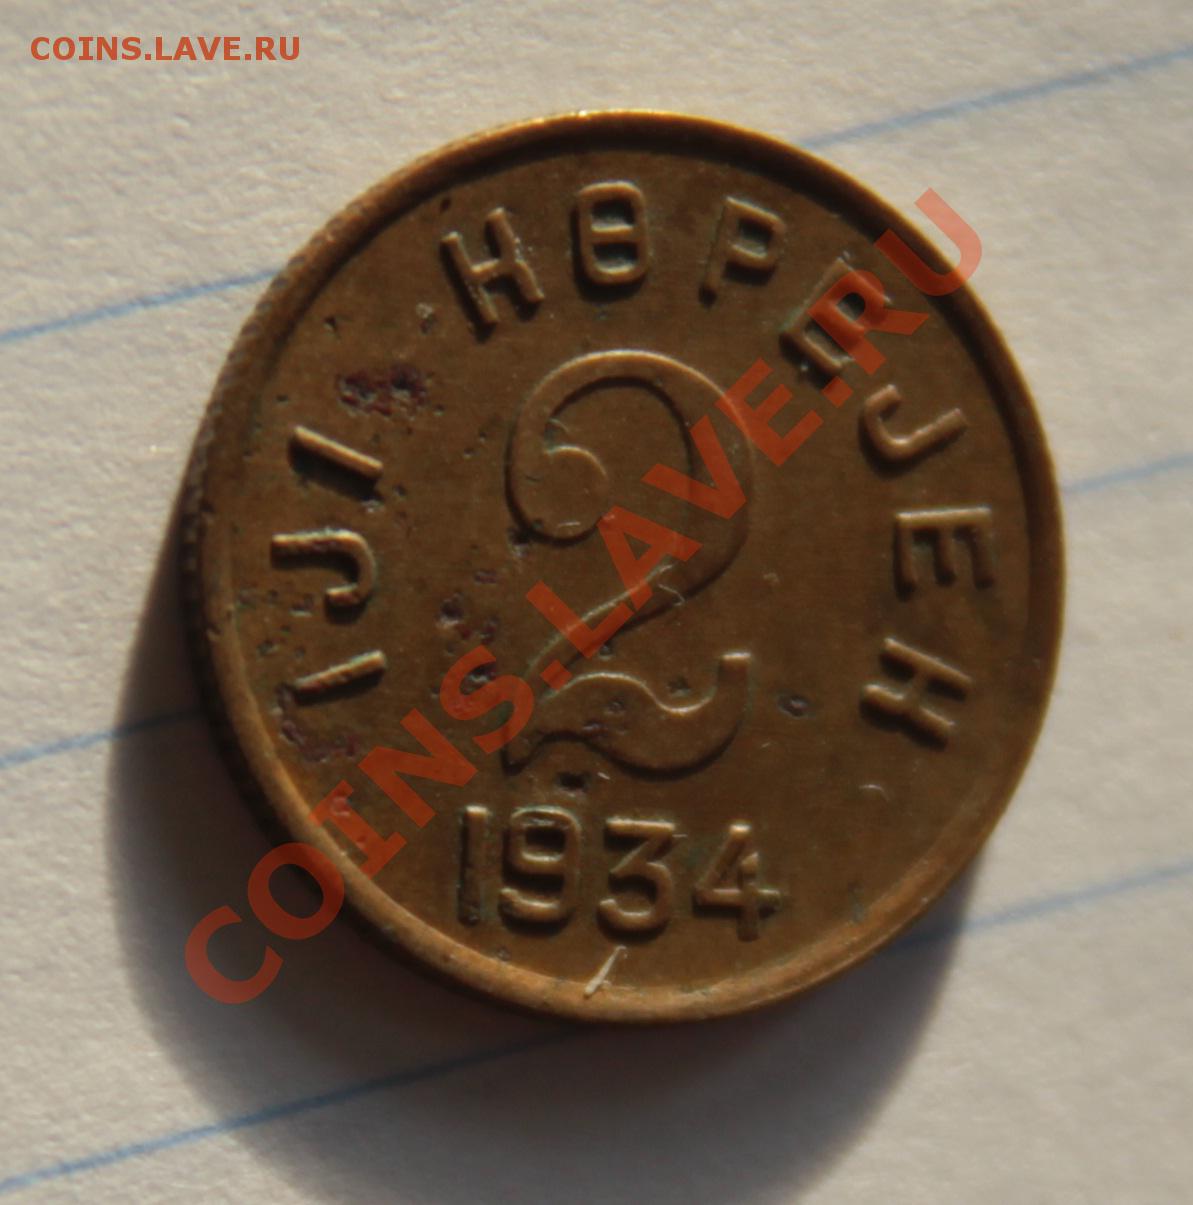 COINS.LAVE.RU
IJI KƟPEJEK
2
1934
COINS.LAVE.RU